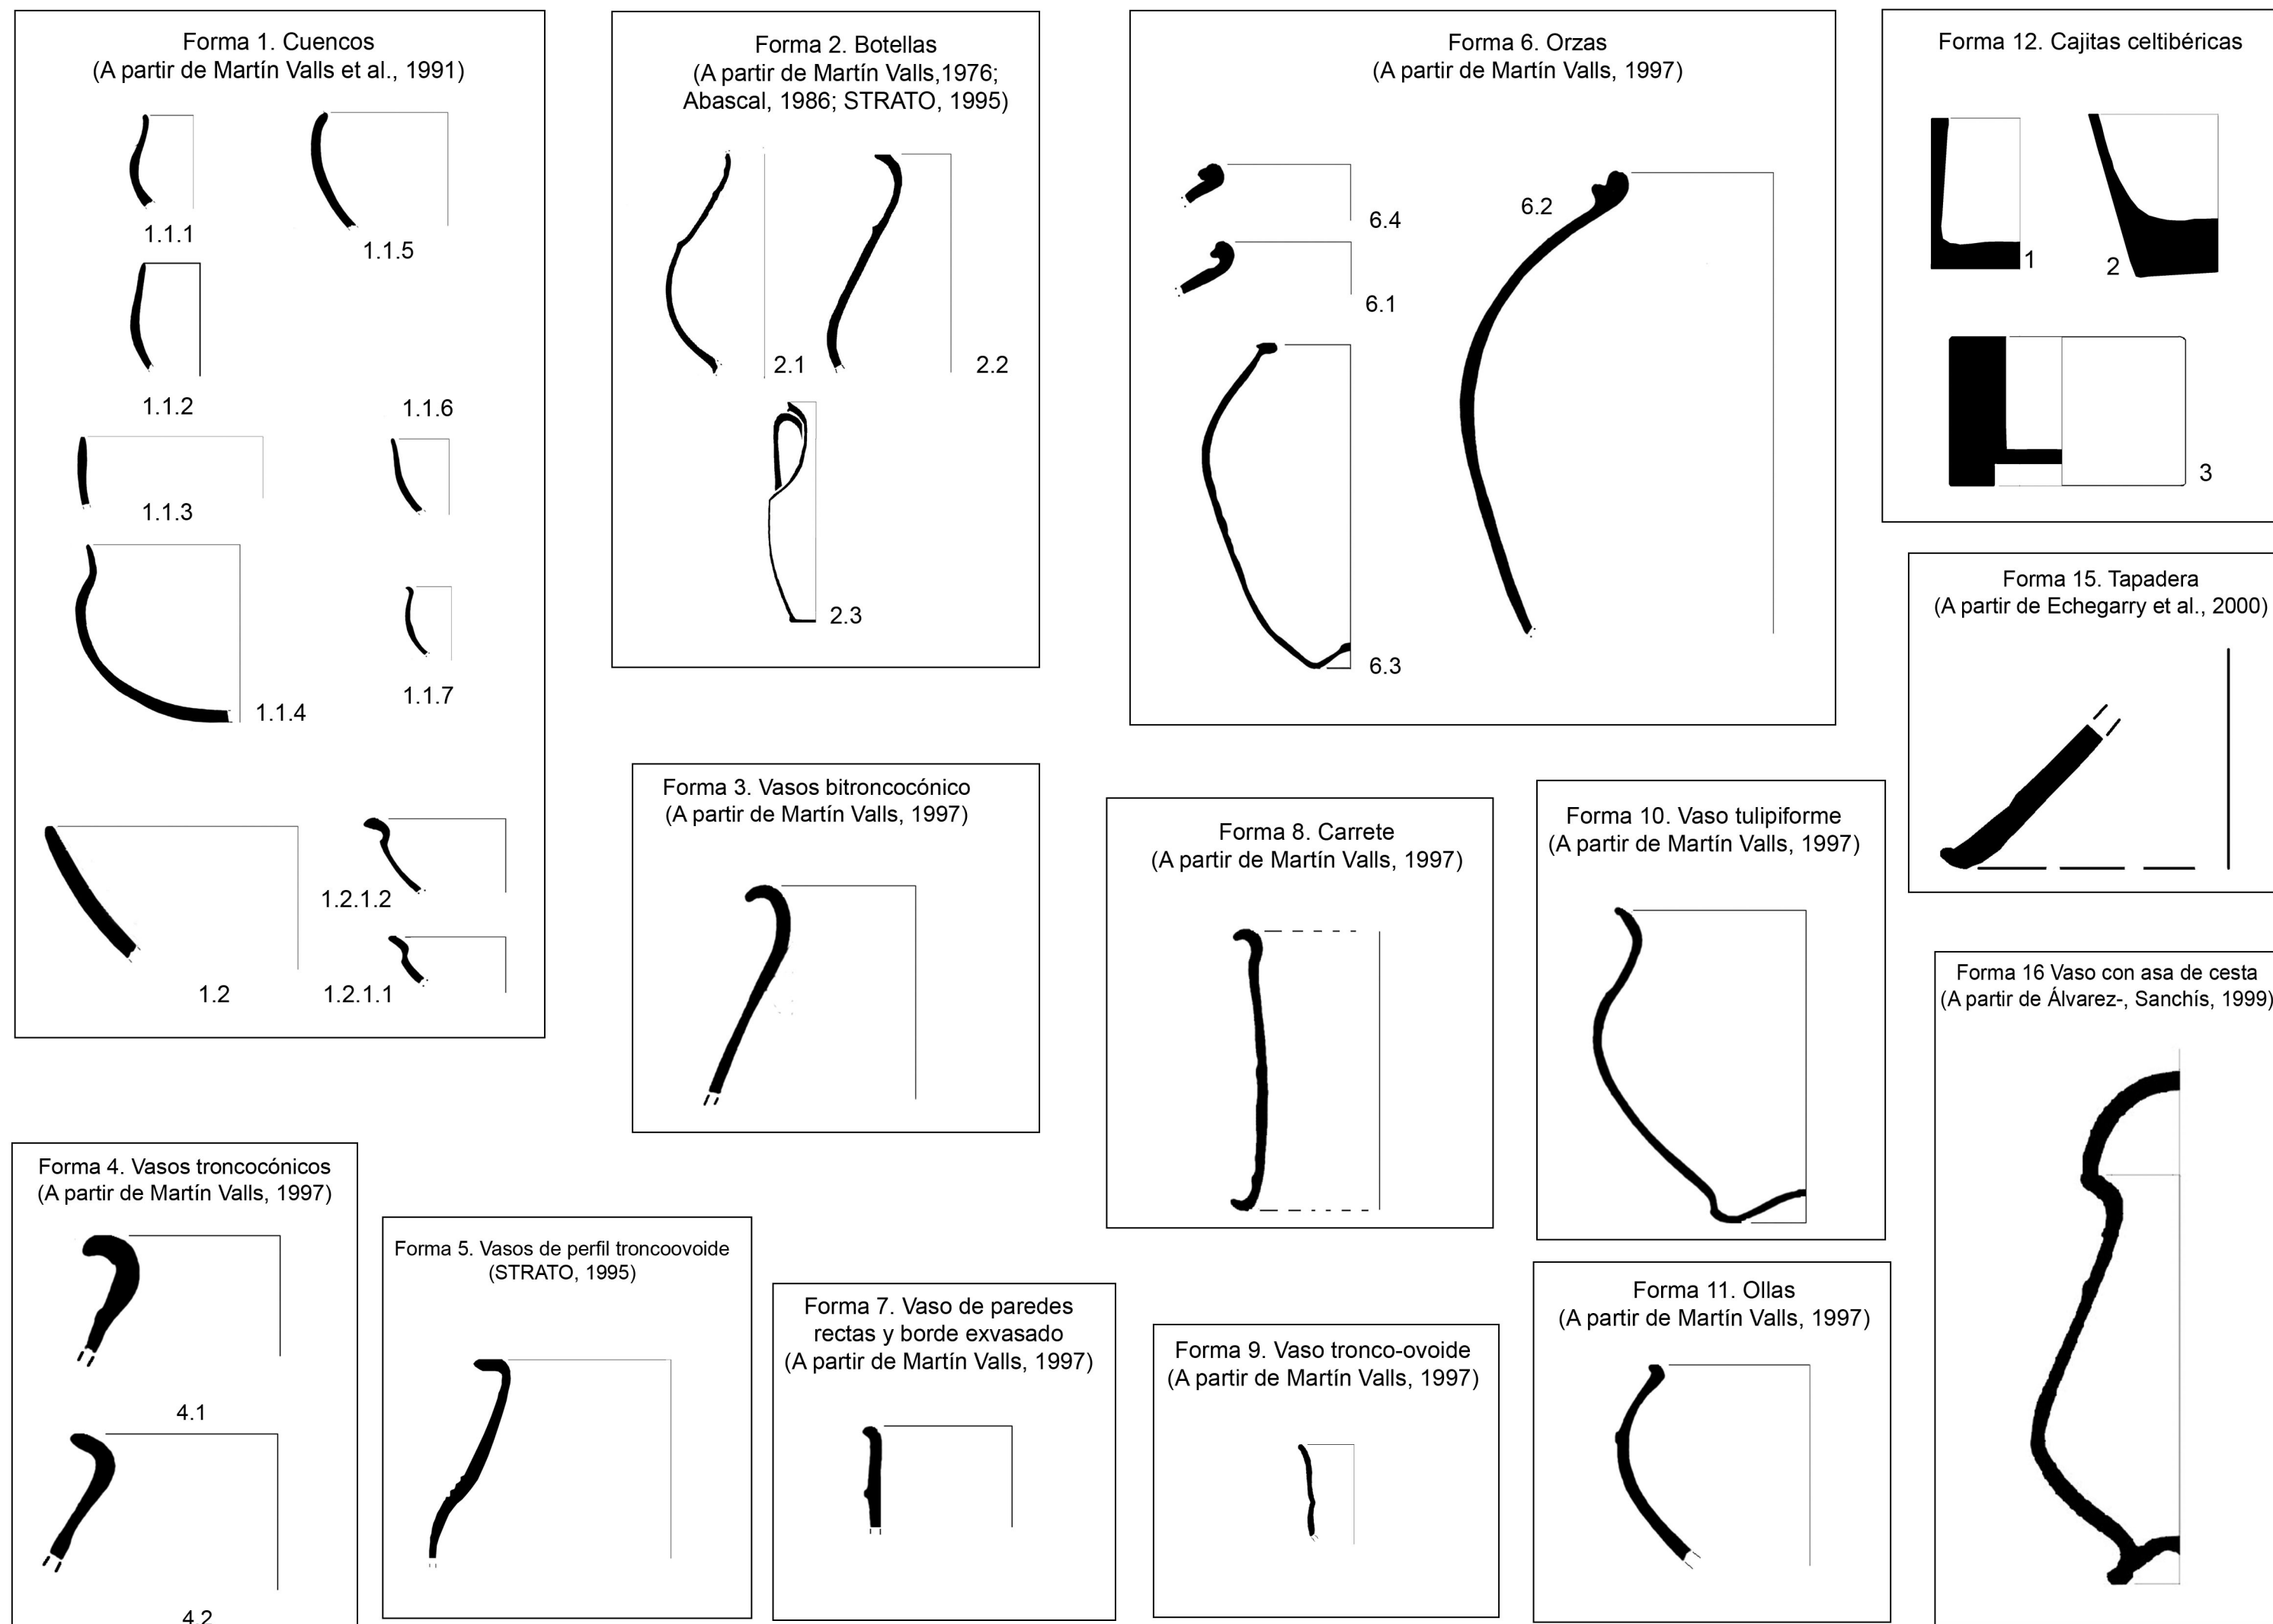 Forma 1. Cuencos
(A partir de Martín Valls et al., 1991)
1.1.1
1.1.5
1.1.2
1.1.6
1.1.3
1.1.4
1.1.7
1.2.1.2
1.2
1.2.1.1
Forma 2. Botellas
(A partir de Martín Valls,1976;
Abascal, 1986; STRATO, 1995)
2.1
2.2
2.3
Forma 6. Orzas
(A partir de Martín Valls, 1997)
6.4
6.2
6.1
6.3
Forma 12. Cajitas celtibéricas
1
2
3
Forma 15. Tapadera
(A partir de Echegarry et al., 2000)
Forma 3. Vasos bitroncocónico
(A partir de Martín Valls, 1997)
Forma 8. Carrete
(A partir de Martín Valls, 1997)
Forma 10. Vaso tulipiforme
(A partir de Martín Valls, 1997)
Forma 16 Vaso con asa de cesta
(A partir de Álvarez-, Sanchís, 1999)
Forma 4. Vasos troncocónicos
(A partir de Martín Valls, 1997)
4.1
4.2
Forma 5. Vasos de perfil troncoovoide
(STRATO, 1995)
Forma 7. Vaso de paredes
rectas y borde exvasado
(A partir de Martín Valls, 1997)
Forma 9. Vaso tronco-ovoide
(A partir de Martín Valls, 1997)
Forma 11. Ollas
(A partir de Martín Valls, 1997)